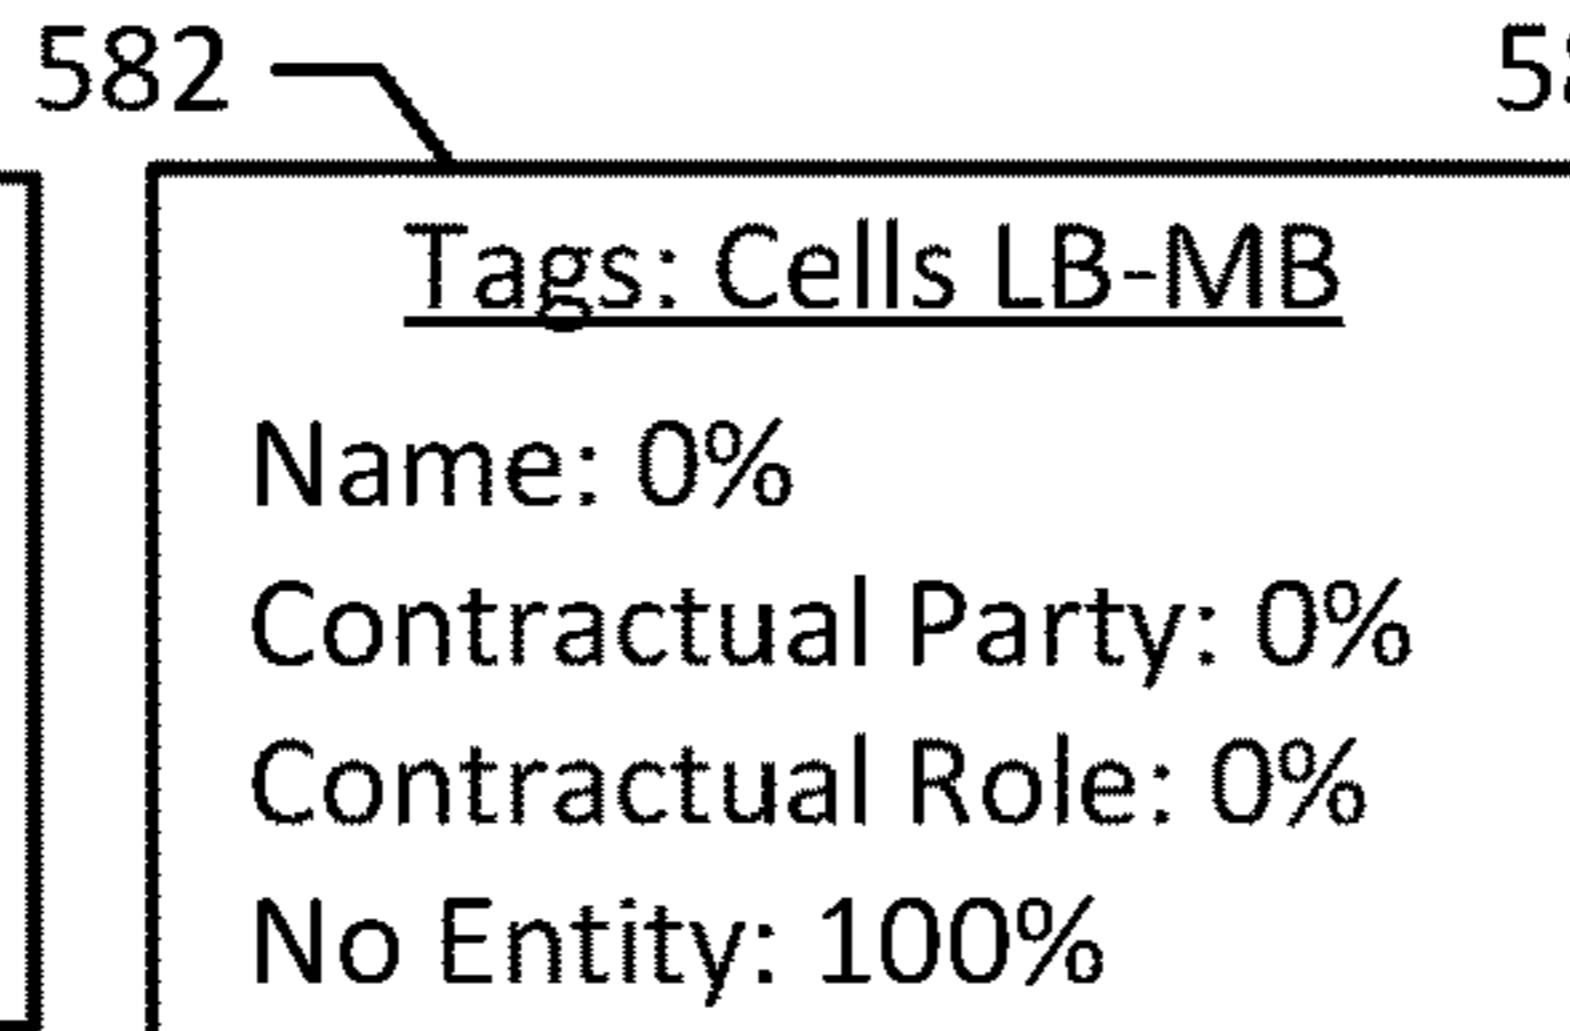 582
Tags: Cells LB-MB
Name: 0%
Contractual Party: 0%
Contractual Role: 0%
No Entity: 100%